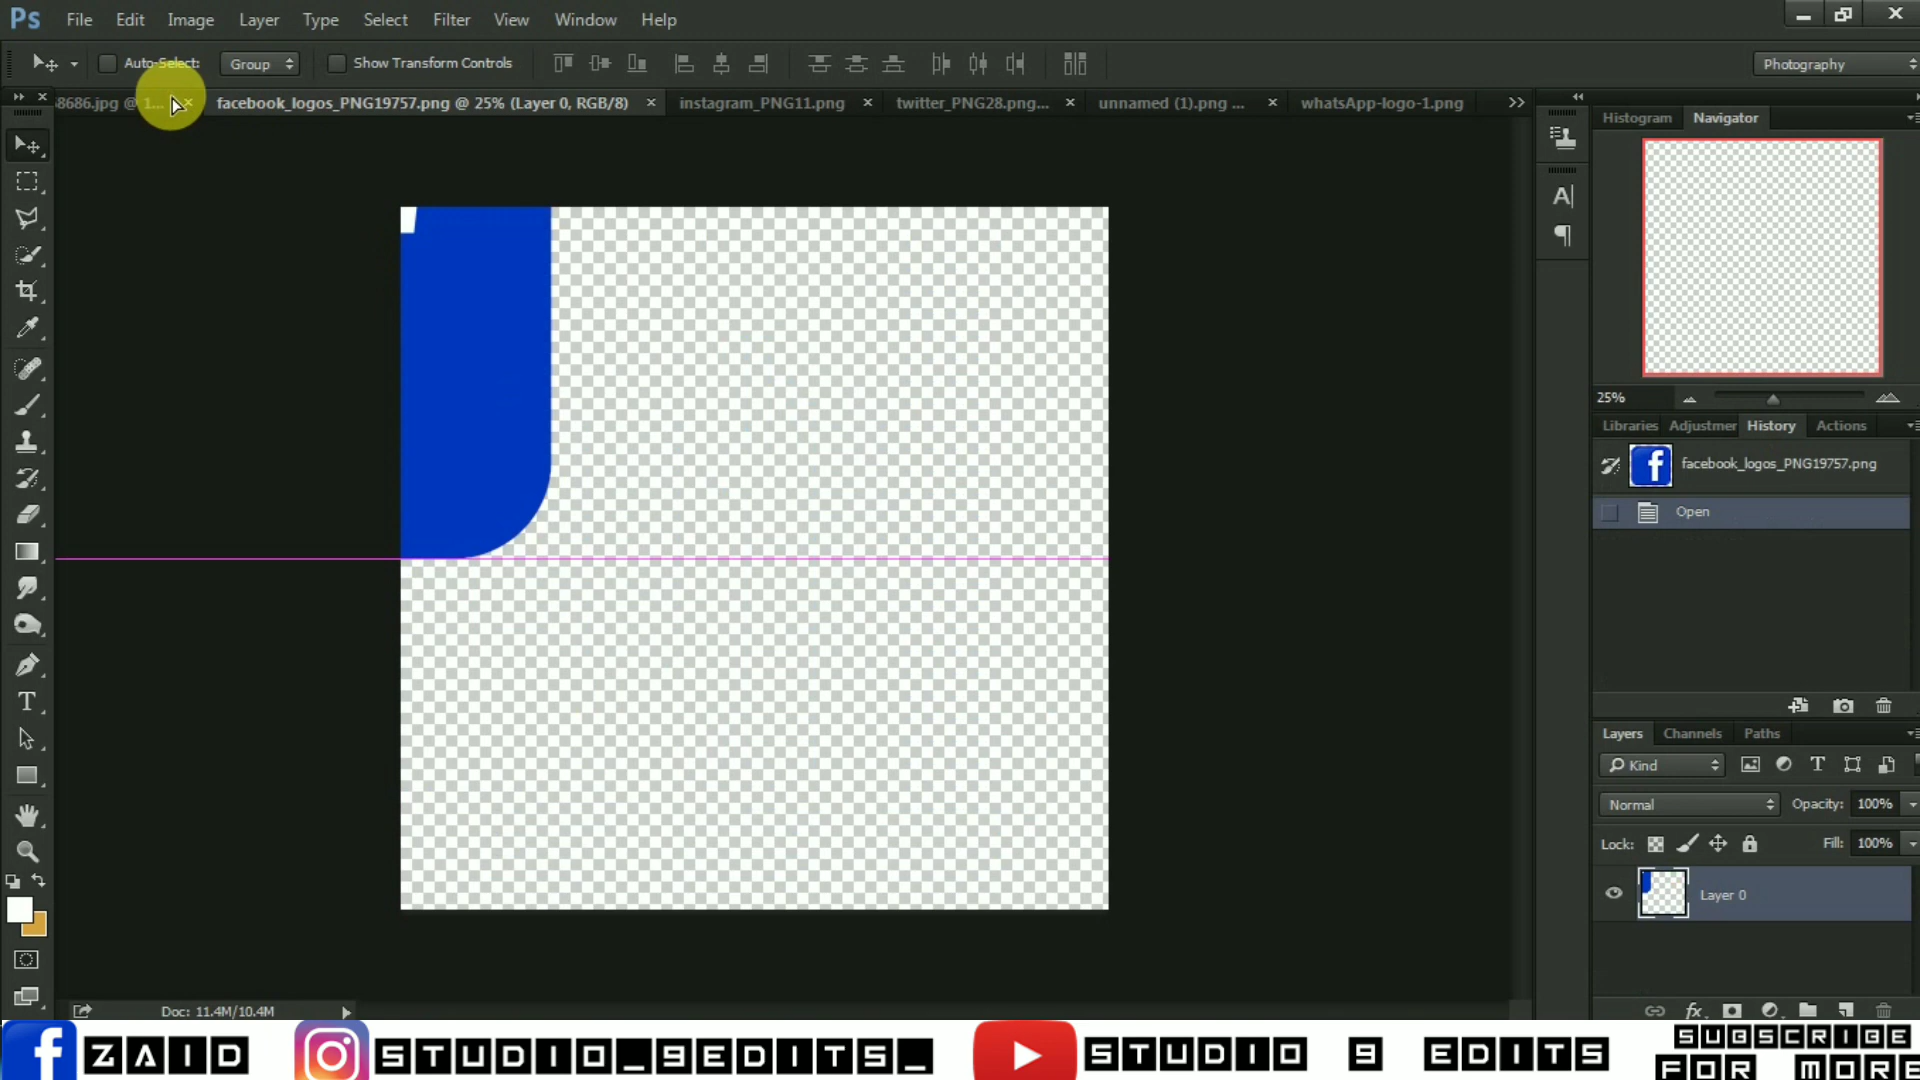 Ps File Edit Image Layer Type Select Filter View Window Help
Auto-Select: Group Show Transform Controls Photography
58686.jpg @ 1... facebook_logos_PNG19757.png @ 25% (Layer 0, RGB/8) instagram_PNG11.png twitter_PNG28.png... unnamed (1).png ... whatsApp-logo-1.png
Histogram Navigator
25%
Libraries Adjustmer History Actions
facebook_logos_PNG19757.png
Open
Layers Channels Paths
Kind
Normal Opacity: 100%
Lock: Fill: 100%
Layer 0
Doc: 11.4M/10.4M
ZAID STUDIO_9EDITS_ STUDIO 9 EDITS SUBSCRIBE
FOR MORE